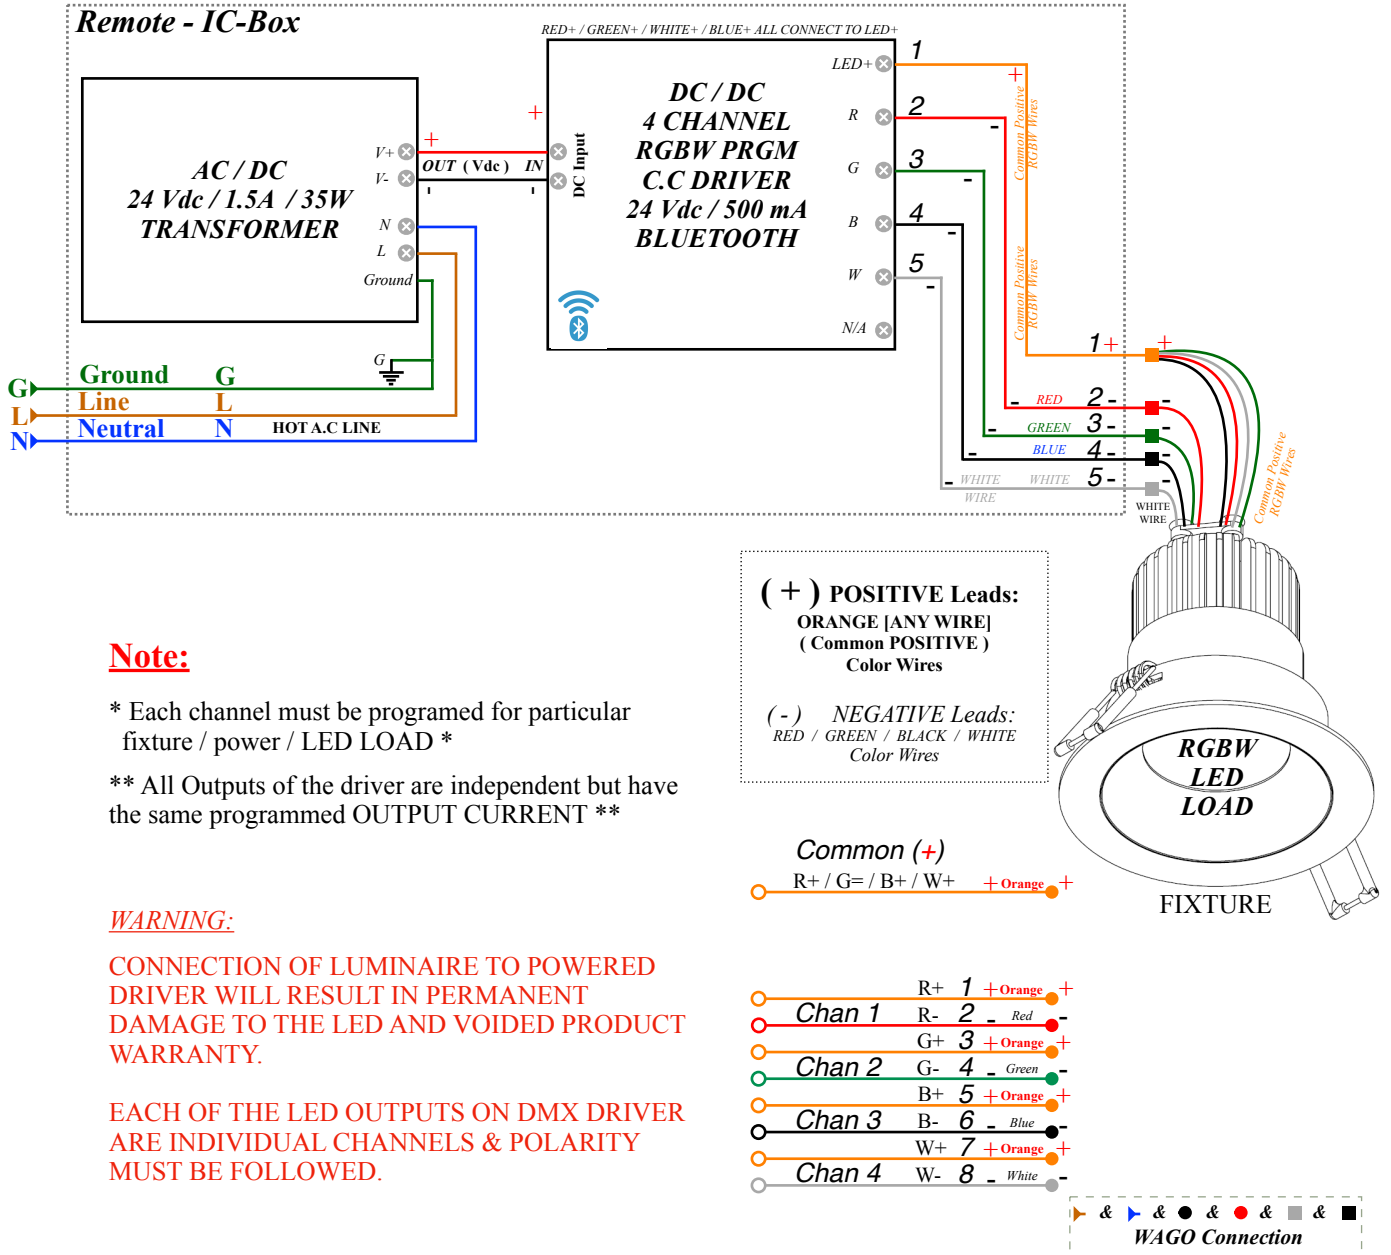 Remote - IC-Box
RED+ / GREEN+ / WHITE+ / BLUE+ ALL CONNECT TO LED+
AC / DC
24 Vdc / 1.5A / 35W
TRANSFORMER
V+
V-
N
L
Ground
+
-
OUT ( Vdc ) IN
+
-
DC Input
DC / DC
4 CHANNEL
RGBW PRGM
C.C DRIVER
24 Vdc / 500 mA
BLUETOOTH
LED+
R
G
B
W
N/A
1
2
3
4
5
+
-
-
-
-
Common Positive
RGBW Wires
Common Positive
RGBW Wires
G
G Ground G
L Line L
N Neutral N
HOT A.C LINE
1 + +
- RED 2 - -
- GREEN 3 - -
- BLUE 4 - -
- WHITE WHITE 5 - -
WIRE
WHITE
WIRE
Common Positive
RGBW Wires
( + ) POSITIVE Leads:
ORANGE [ANY WIRE]
( Common POSITIVE )
Color Wires
( - ) NEGATIVE Leads:
RED / GREEN / BLACK / WHITE
Color Wires
RGBW
LED
LOAD
FIXTURE
Note:
* Each channel must be programed for particular
fixture / power / LED LOAD *
** All Outputs of the driver are independent but have
the same programmed OUTPUT CURRENT **
WARNING:
CONNECTION OF LUMINAIRE TO POWERED
DRIVER WILL RESULT IN PERMANENT
DAMAGE TO THE LED AND VOIDED PRODUCT
WARRANTY.
EACH OF THE LED OUTPUTS ON DMX DRIVER
ARE INDIVIDUAL CHANNELS & POLARITY
MUST BE FOLLOWED.
Common (+)
R+ / G= / B+ / W+ + Orange +
R+ 1 + Orange +
Chan 1 R- 2 - Red -
G+ 3 + Orange +
Chan 2 G- 4 - Green -
B+ 5 + Orange +
Chan 3 B- 6 - Blue -
W+ 7 + Orange +
Chan 4 W- 8 - White -
& & & & &
WAGO Connection